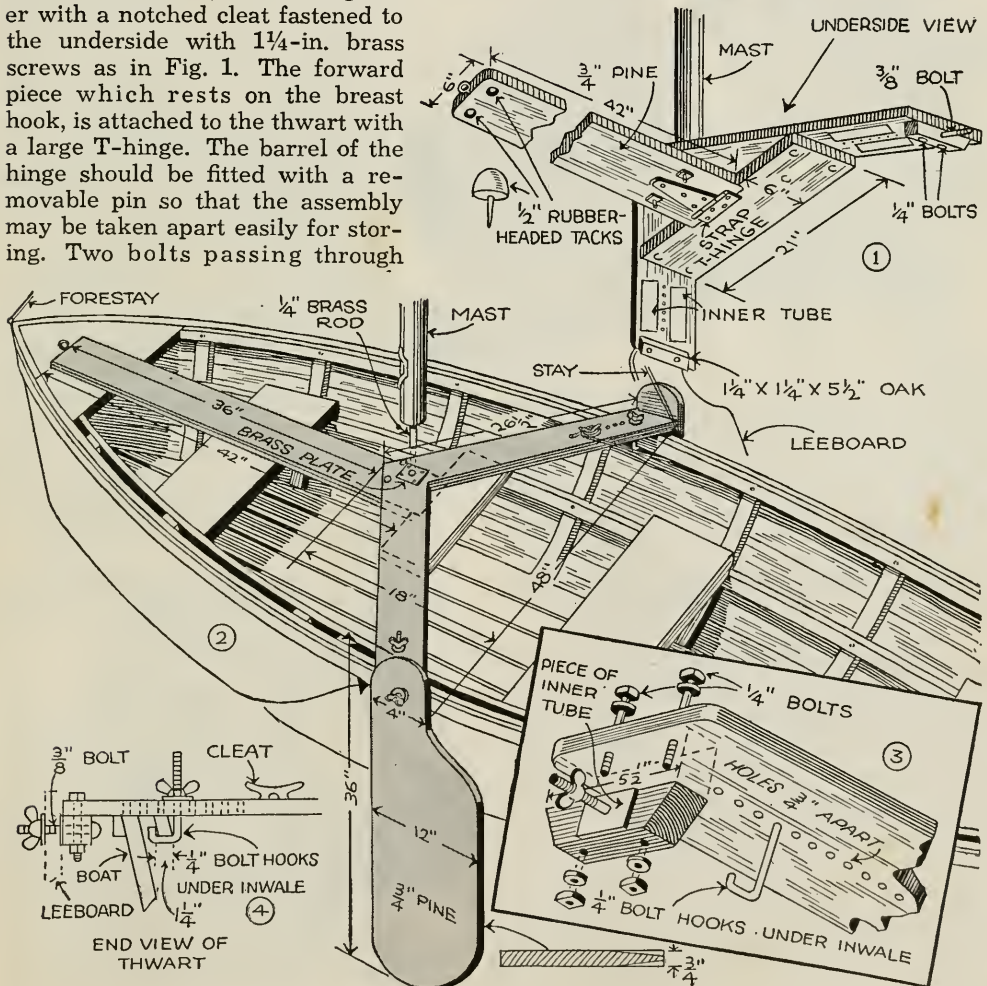 er with a notched cleat fastened to
the underside with 1¼-in. brass
screws as in Fig. 1. The forward
piece which rests on the breast
hook, is attached to the thwart with
a large T-hinge. The barrel of the
hinge should be fitted with a re-
movable pin so that the assembly
may be taken apart easily for stor-
ing. Two bolts passing through
UNDERSIDE VIEW
MAST
3/8" BOLT
6"
3/4" PINE
42"
6"
1/2" RUBBER-
HEADED TACKS
STRAP
T-HINGE
21"
1/4" BOLTS
1
INNER TUBE
1¼" X 1¼" X 5½" OAK
LEEBOARD
FORESTAY
1/4" BRASS
ROD
MAST
STAY
36"
BRASS PLATE
42"
26½"
6"
18"
48"
2
4"
36"
12"
3/4" PINE
3/4"
PIECE OF
INNER
TUBE
1/4" BOLTS
3
5½"
HOLES 3/4" APART
1/4" BOLT HOOKS · UNDER INWALE
3/8" BOLT
CLEAT
BOAT
1/4" BOLT HOOKS
UNDER INWALE
LEEBOARD
1¼"
4
END VIEW OF
THWART